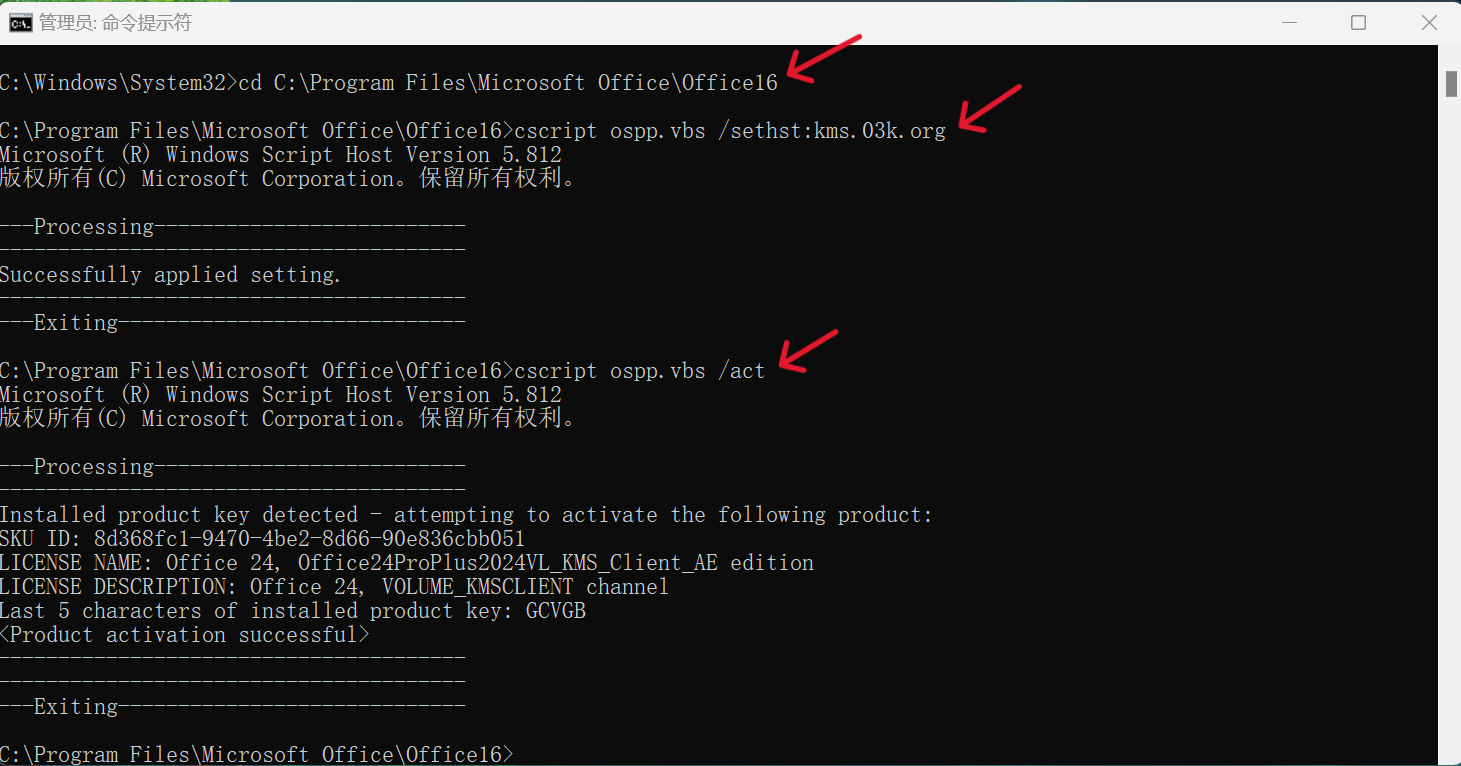 管理员: 命令提示符
C:\Windows\System32>cd C:\Program Files\Microsoft Office\Office16
C:\Program Files\Microsoft Office\Office16>cscript ospp.vbs /sethst:kms.03k.org
Microsoft (R) Windows Script Host Version 5.812
版权所有(C) Microsoft Corporation。保留所有权利。
---Processing--------------------------
---------------------------------------
Successfully applied setting.
---------------------------------------
---Exiting-----------------------------
C:\Program Files\Microsoft Office\Office16>cscript ospp.vbs /act
Microsoft (R) Windows Script Host Version 5.812
版权所有(C) Microsoft Corporation。保留所有权利。
---Processing--------------------------
---------------------------------------
Installed product key detected - attempting to activate the following product:
SKU ID: 8d368fc1-9470-4be2-8d66-90e836cbb051
LICENSE NAME: Office 24, Office24ProPlus2024VL_KMS_Client_AE edition
LICENSE DESCRIPTION: Office 24, VOLUME_KMSCLIENT channel
Last 5 characters of installed product key: GCVGB
<Product activation successful>
---------------------------------------
---------------------------------------
---Exiting-----------------------------
C:\Program Files\Microsoft Office\Office16>